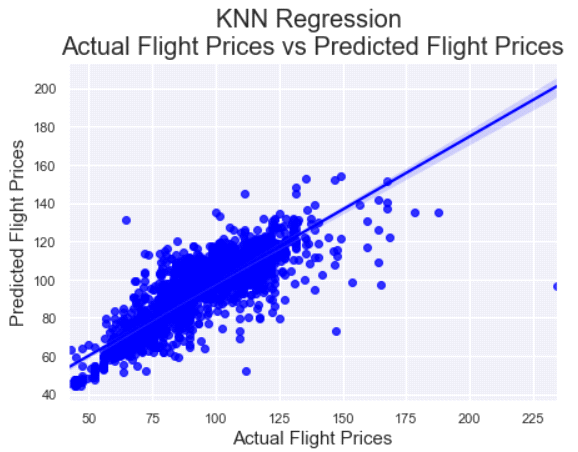 KNN Regression
Actual Flight Prices vs Predicted Flight Prices
Predicted Flight Prices
200
180
160
140
120
100
80
60
40
50 75 100 125 150 175 200 225
Actual Flight Prices